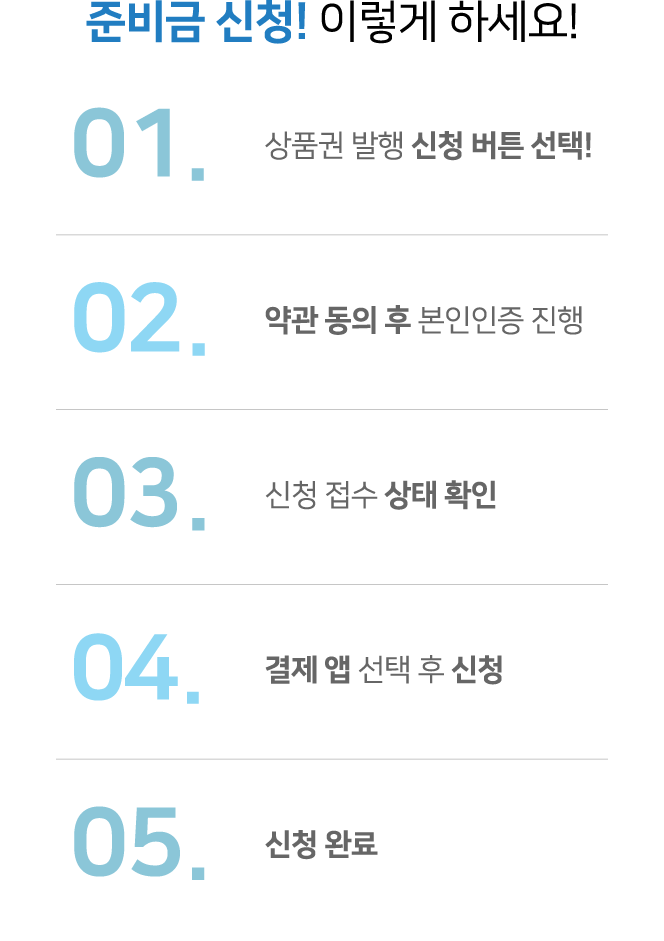 준비금 신청! 이렇게 하세요!
01. 상품권 발행 신청 버튼 선택!
02. 약관 동의 후 본인인증 진행
03. 신청 접수 상태 확인
04. 결제 앱 선택 후 신청
05. 신청 완료